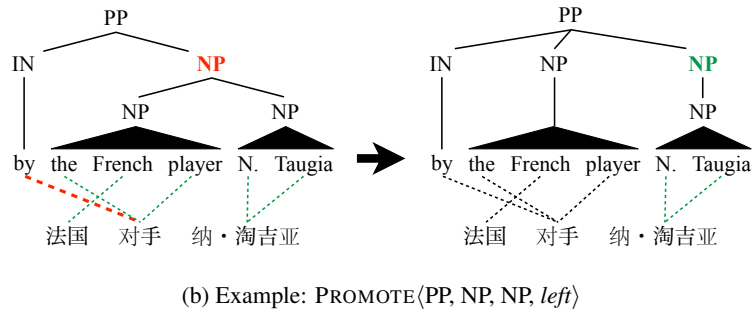 PP PP
IN NP IN NP NP
NP NP NP
by the French player N. Taugia by the French player N. Taugia
法国 对手 纳·淘吉亚 法国 对手 纳·淘吉亚
(b) Example: PROMOTE⟨PP, NP, NP, left⟩